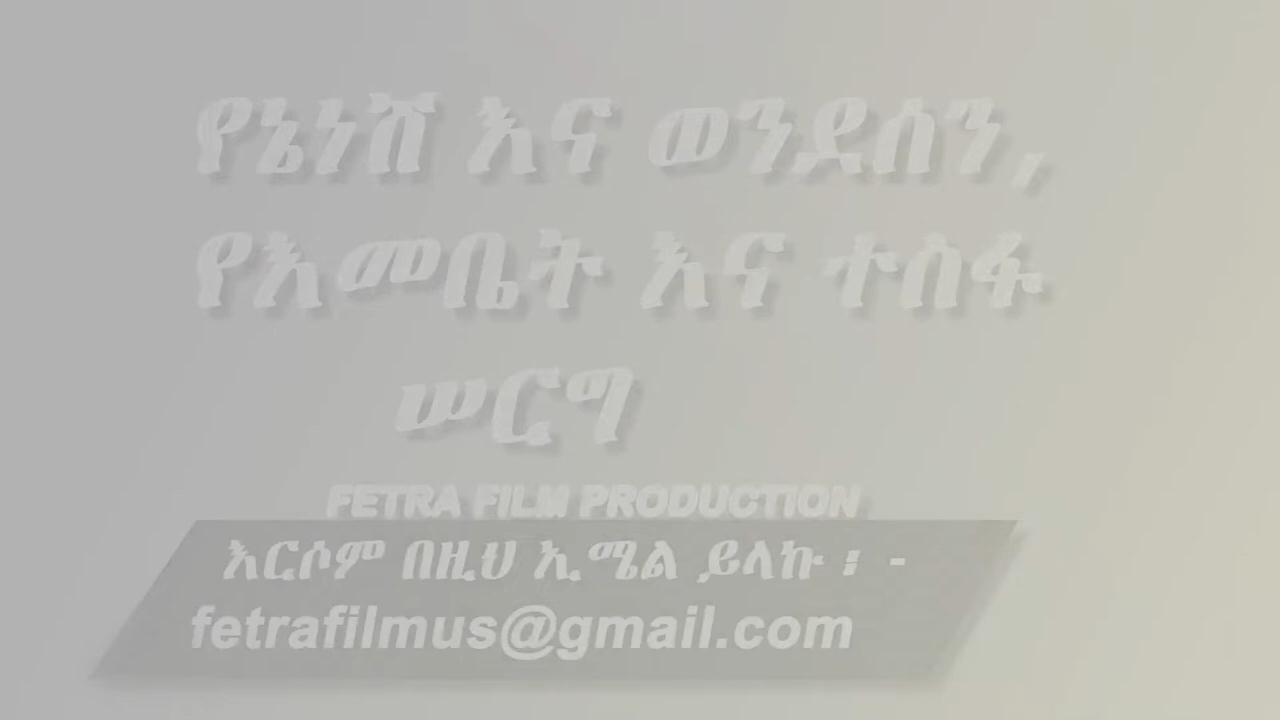 የኔነሽ እና ወንደሰን,
የእመቤት እና ተስፋ
ሠርግ
FETRA FILM PRODUCTION
እርሶም በዚህ ኢሜል ይላኩ ፡ -
fetrafilmus@gmail.com